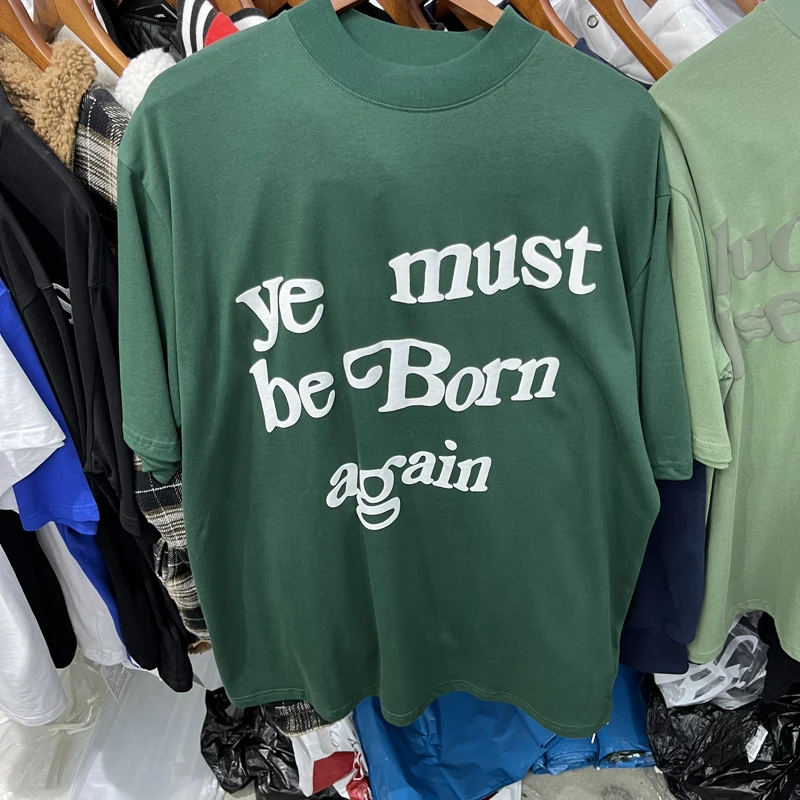 ye must
be Born
again